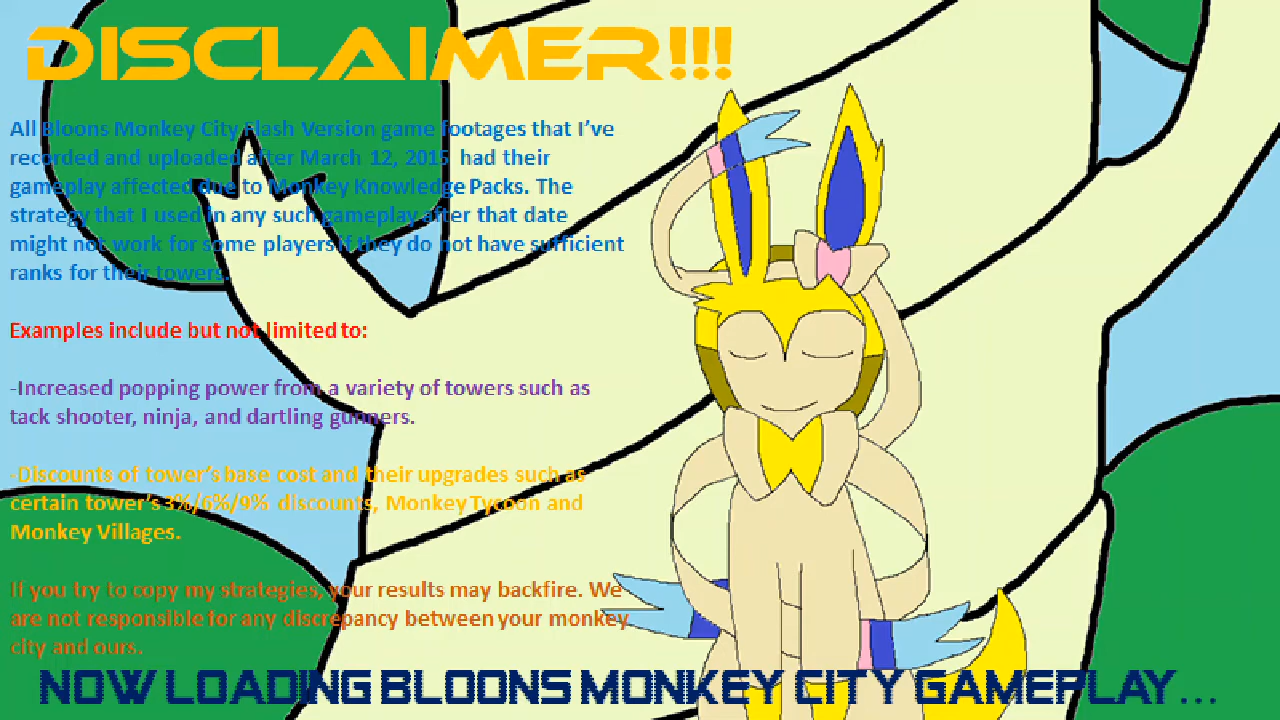 DISCLAIMER!!!
All Bloons Monkey City Flash Version game footages that I've
recorded and uploaded after March 12, 2015 had their
gameplay affected due to Monkey Knowledge Packs. The
strategy that I used in any such gameplay after that date
might not work for some players if they do not have sufficient
ranks for their towers.
Examples include but not limited to:
-Increased popping power from a variety of towers such as
tack shooter, ninja, and dartling gunners.
-Discounts of tower's base cost and their upgrades such as
certain tower's 3%/6%/9% discounts, Monkey Tycoon and
Monkey Villages.
If you try to copy my strategies, your results may backfire. We
are not responsible for any discrepancy between your monkey
city and ours.
NOW LOADING BLOONS MONKEY CITY GAMEPLAY...